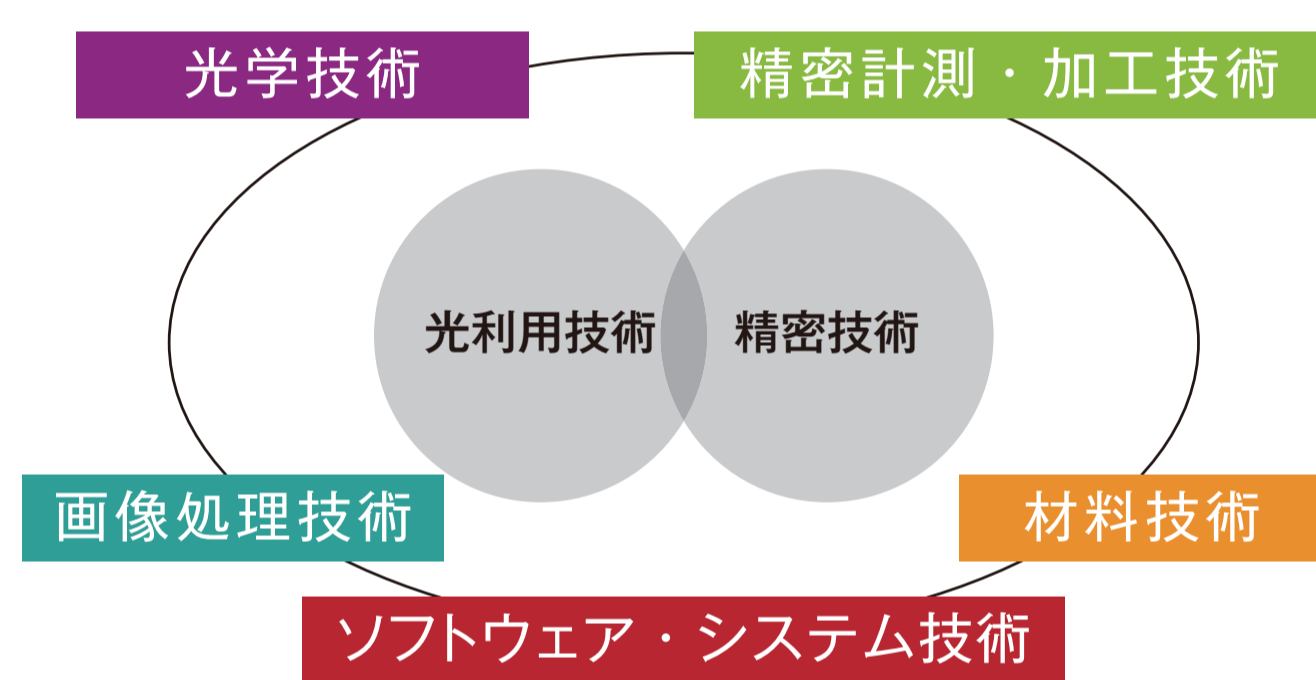 光学技術
精密計測・加工技術
光利用技術
精密技術
画像処理技術
材料技術
ソフトウェア・システム技術